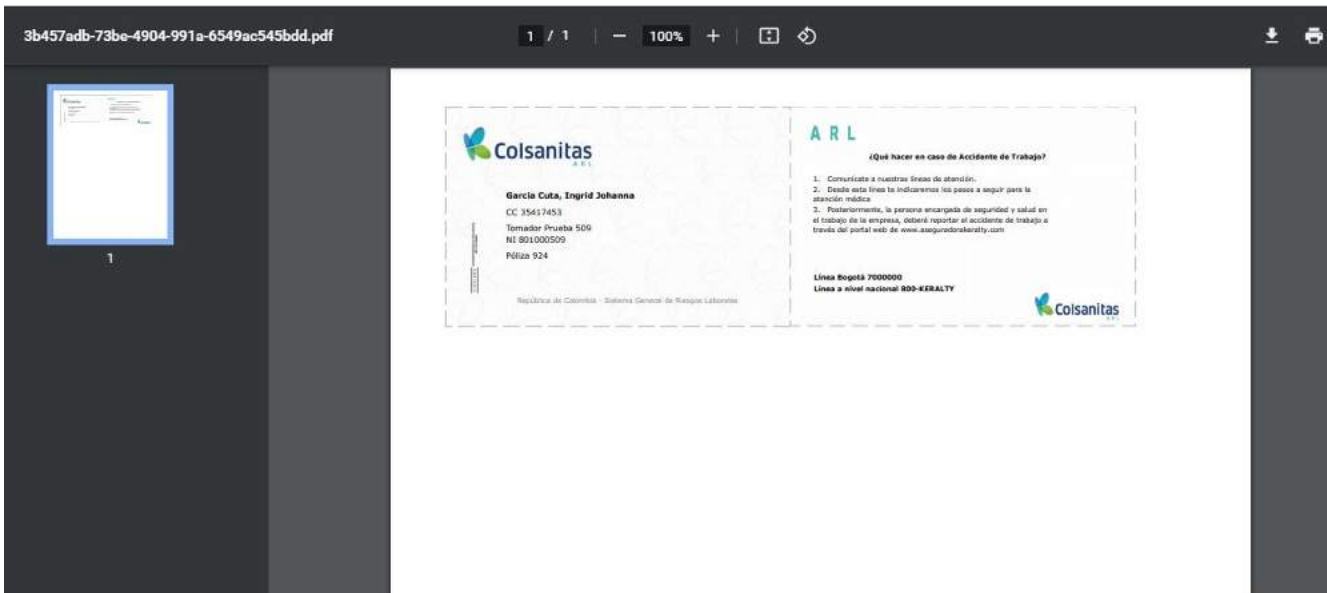 3b457adb-73be-4904-991a-6549ac545bdd.pdf
1 / 1
100%
1
Colsanitas
ARL
Garcia Cuta, Ingrid Johanna
CC 35417453
Tomador Prueba 509
NI 801000509
Póliza 924
República de Colombia - Sistema General de Riesgos Laborales
ARL
¿Qué hacer en caso de Accidente de Trabajo?
1. Comunícate a nuestras líneas de atención.
2. Desde esta línea te indicaremos los pasos a seguir para la
atención médica
3. Posteriormente, la persona encargada de seguridad y salud en
el trabajo de la empresa, deberá reportar el accidente de trabajo a
través del portal web de www.aseguradorakeralty.com
Línea Bogotá 7000000
Línea a nivel nacional 800-KERALTY
Colsanitas
ARL